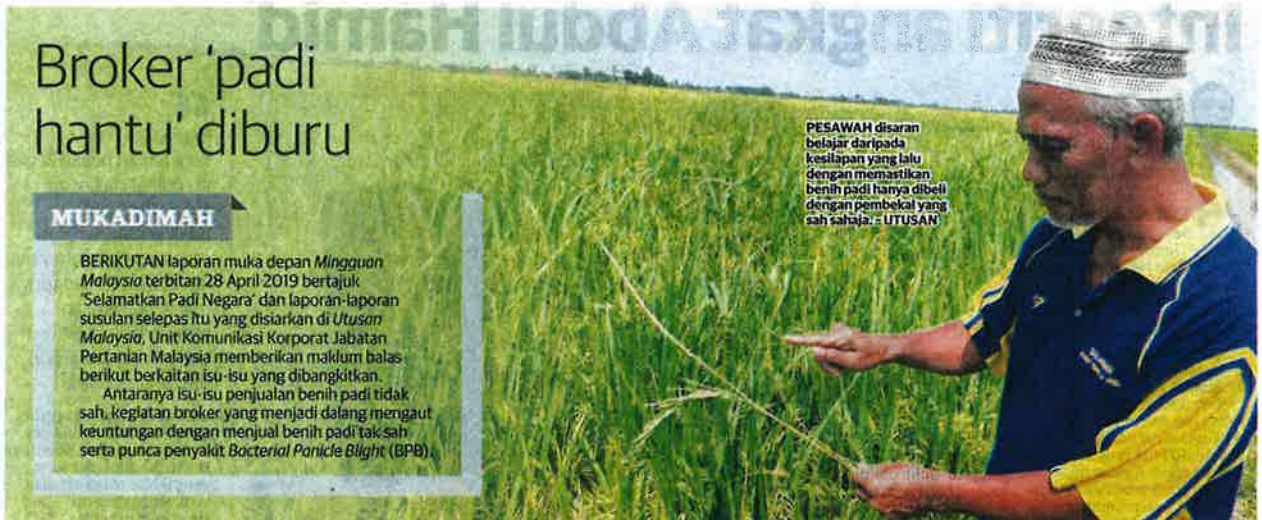 Broker 'padi
hantu' diburu
MUKADIMAH
BERIKUTAN laporan muka depan Mingguan
Malaysia terbitan 28 April 2019 bertajuk
'Selamatkan Padi Negara' dan laporan-laporan
susulan selepas itu yang disiarkan di Utusan
Malaysia, Unit Komunikasi Korporat Jabatan
Pertanian Malaysia memberikan maklum balas
berikut berkaitan isu-isu yang dibangkitkan.
Antaranya isu-isu penjualan benih padi tidak
sah, kegiatan broker yang menjadi dalang mengaut
keuntungan dengan menjual benih padi tak sah
serta punca penyakit Bacterial Panicle Blight (BPB).
PESAWAH disaran
belajar daripada
kesilapan yang lalu
dengan memastikan
benih padi hanya dibeli
dengan pembekal yang
sah sahaja. - UTUSAN